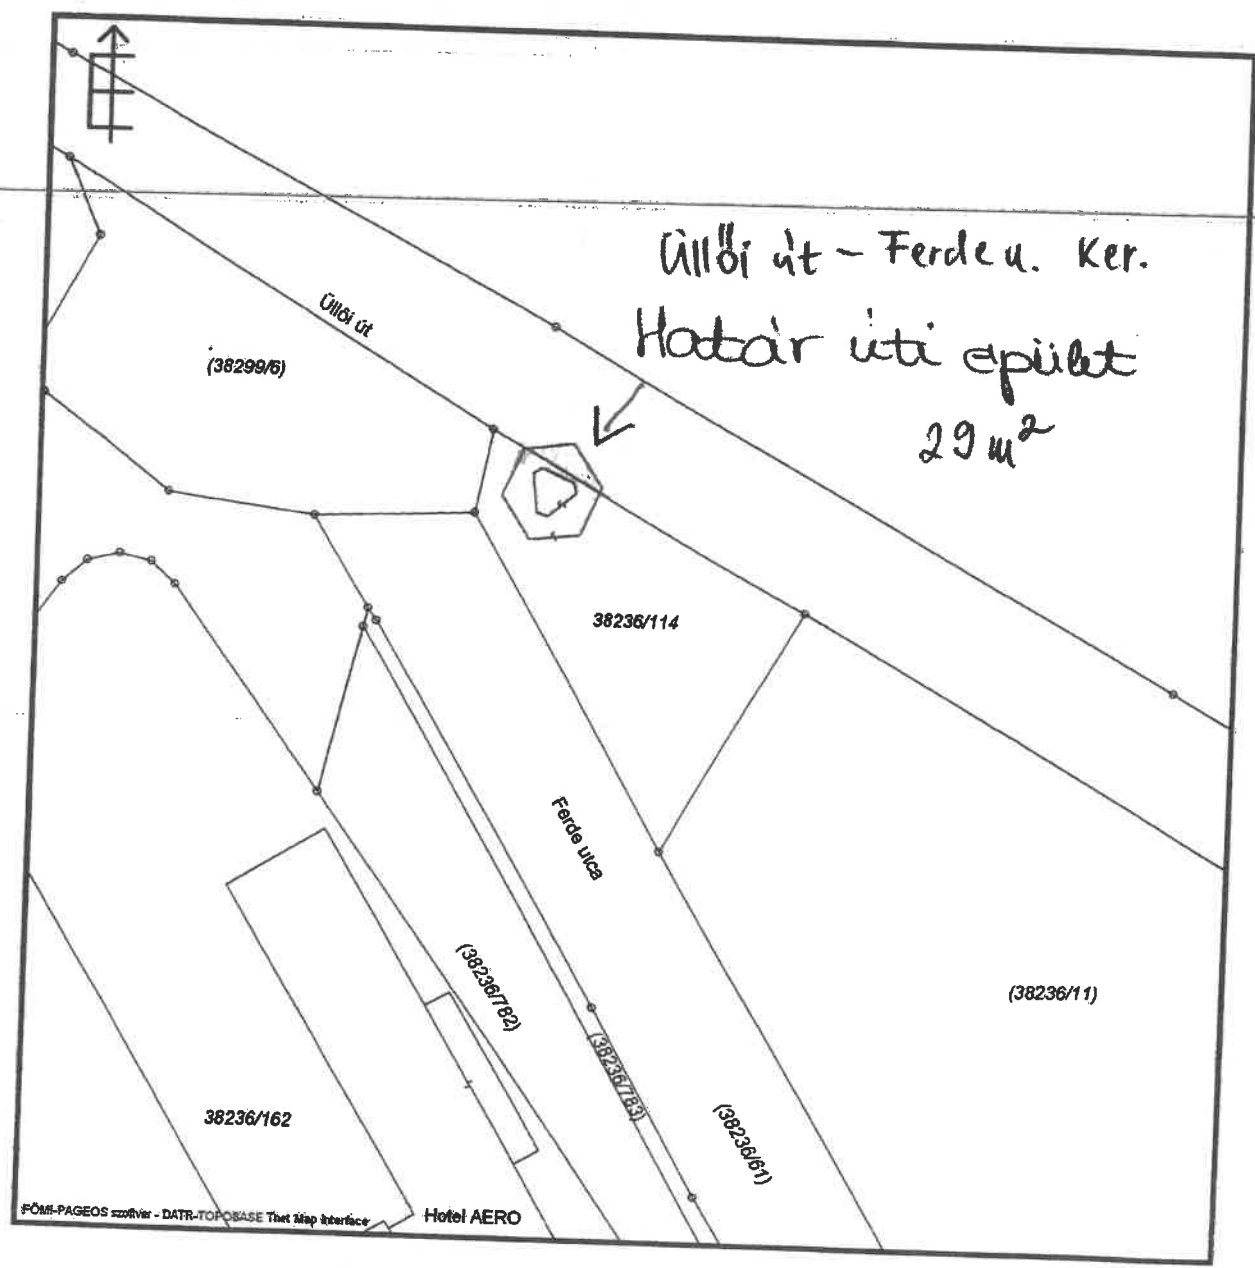 Üllői út - Ferde u. Ker.
Határ úti épület
29 m²
Üllői út
(38299/6)
38236/114
Ferde utca
(38236/782)
(38236/11)
(38236/783)
(38236/61)
38236/162
FÖMI-PAGEOS szoftver - DATR-TOPOBASE Thet Map Interface
Hotel AERO